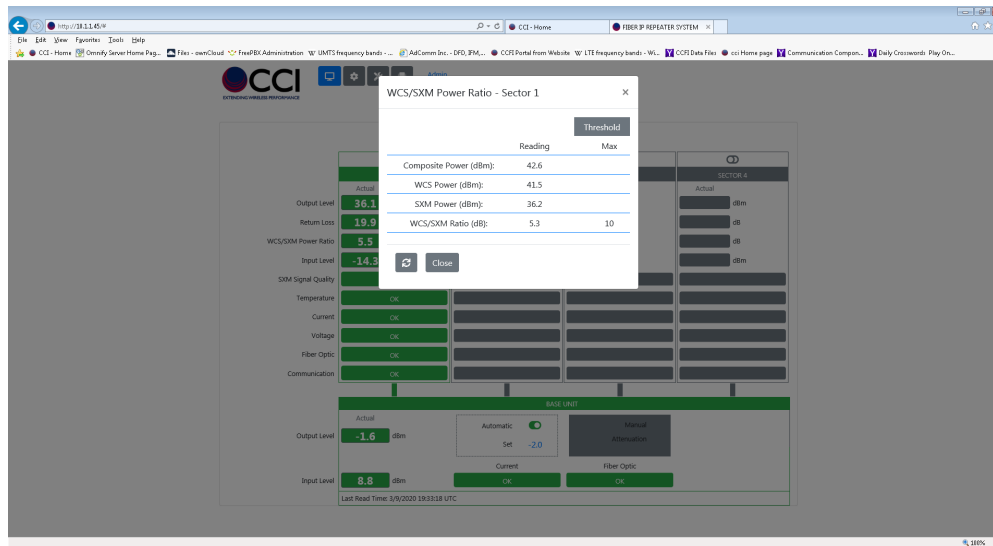 http://10.1.1.45/#
CCI - Home
FIBER IP REPEATER SYSTEM
File Edit View Favorites Tools Help
CCI - Home Omnify Server Home Pag... Files - ownCloud FreePBX Administration UMTS frequency bands - ... AdComm Inc. - DFD, IFM,... CCFI Portal from Website LTE frequency bands - Wi... CCFI Data Files cci Home page Communication Compon... Daily Crosswords Play On...
CCI
EXTENDING WIRELESS PERFORMANCE
Admin
WCS/SXM Power Ratio - Sector 1 ×
Threshold
Reading Max
Composite Power (dBm): 42.6
WCS Power (dBm): 41.5
SXM Power (dBm): 36.2
WCS/SXM Ratio (dB): 5.3 10
Close
SECTOR 4
Actual Actual
Output Level 36.1 dBm
Return Loss 19.9 dB
WCS/SXM Power Ratio 5.5 dB
Input Level -14.3 dBm
SXM Signal Quality
Temperature OK
Current OK
Voltage OK
Fiber Optic OK
Communication OK
BASE UNIT
Actual
Output Level -1.6 dBm
Automatic
Set -2.0
Manual
Attenuation
Current Fiber Optic
Input Level 8.8 dBm OK OK
Last Read Time: 3/9/2020 19:33:18 UTC
100%